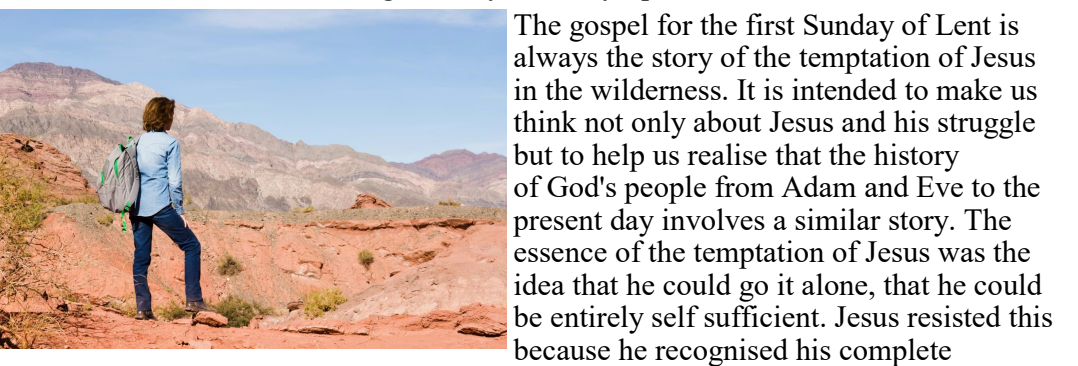 The gospel for the first Sunday of Lent is
always the story of the temptation of Jesus
in the wilderness. It is intended to make us
think not only about Jesus and his struggle
but to help us realise that the history
of God's people from Adam and Eve to the
present day involves a similar story. The
essence of the temptation of Jesus was the
idea that he could go it alone, that he could
be entirely self sufficient. Jesus resisted this
because he recognised his complete